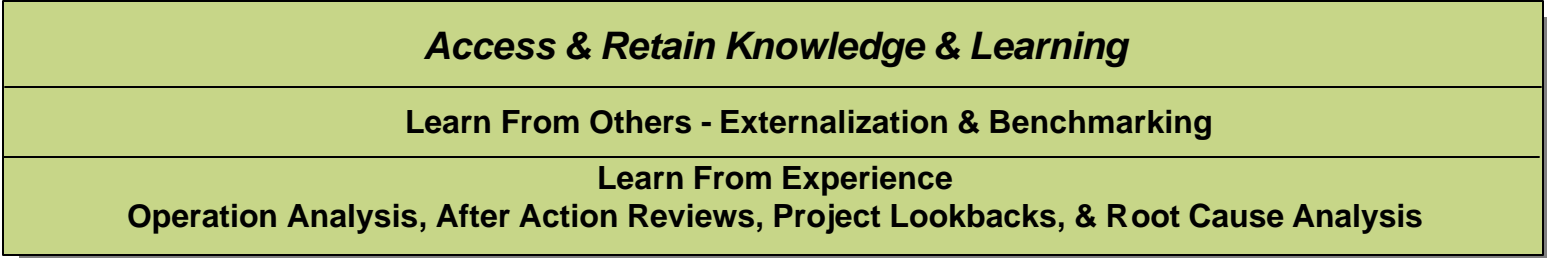 Access & Retain Knowledge & Learning
Learn From Others - Externalization & Benchmarking
Learn From Experience
Operation Analysis, After Action Reviews, Project Lookbacks, & Root Cause Analysis